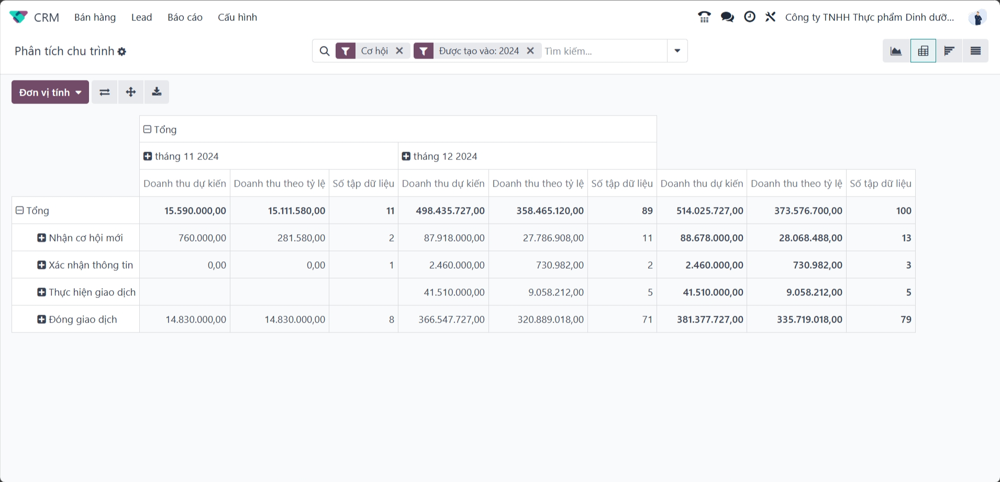 CRM Bán hàng Lead Báo cáo Cấu hình Công ty TNHH Thực phẩm Dinh dưỡ...
Phân tích chu trình Cơ hội Được tạo vào: 2024 Tìm kiếm...
Đơn vị tính
Tổng
tháng 11 2024 tháng 12 2024
Doanh thu dự kiến Doanh thu theo tỷ lệ Số tập dữ liệu Doanh thu dự kiến Doanh thu theo tỷ lệ Số tập dữ liệu Doanh thu dự kiến Doanh thu theo tỷ lệ Số tập dữ liệu
Tổng 15.590.000,00 15.111.580,00 11 498.435.727,00 358.465.120,00 89 514.025.727,00 373.576.700,00 100
Nhận cơ hội mới 760.000,00 281.580,00 2 87.918.000,00 27.786.908,00 11 88.678.000,00 28.068.488,00 13
Xác nhận thông tin 0,00 0,00 1 2.460.000,00 730.982,00 2 2.460.000,00 730.982,00 3
Thực hiện giao dịch 41.510.000,00 9.058.212,00 5 41.510.000,00 9.058.212,00 5
Đóng giao dịch 14.830.000,00 14.830.000,00 8 366.547.727,00 320.889.018,00 71 381.377.727,00 335.719.018,00 79